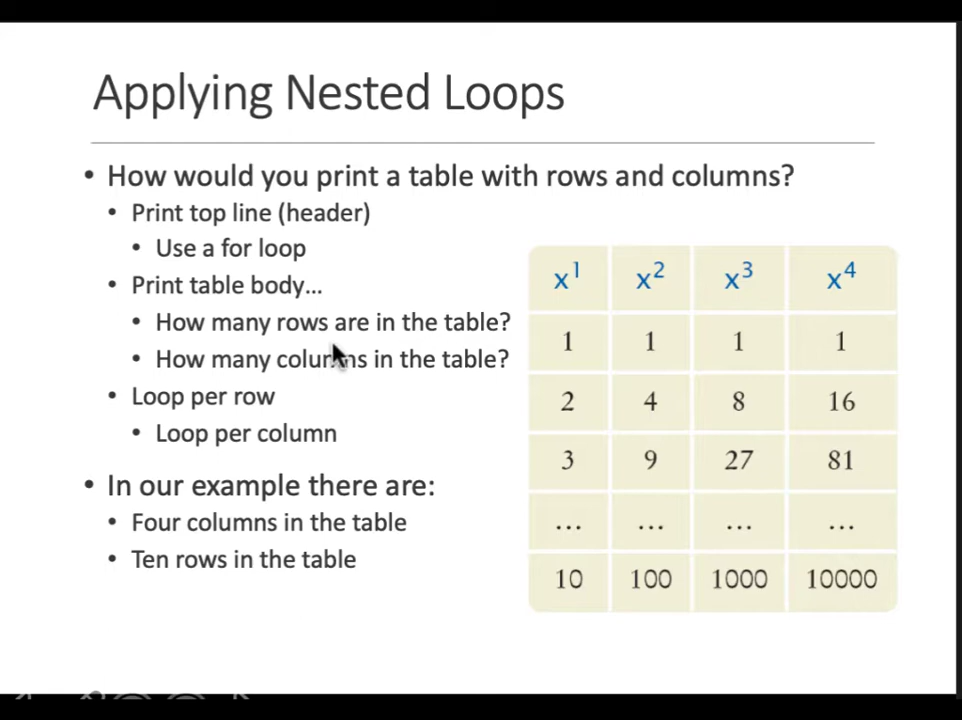 Applying Nested Loops
• How would you print a table with rows and columns?
• Print top line (header)
• Use a for loop
• Print table body...
• How many rows are in the table?
• How many columns in the table?
• Loop per row
• Loop per column
• In our example there are:
• Four columns in the table
• Ten rows in the table
x¹ x² x³ x⁴
1 1 1 1
2 4 8 16
3 9 27 81
... ... ... ...
10 100 1000 10000